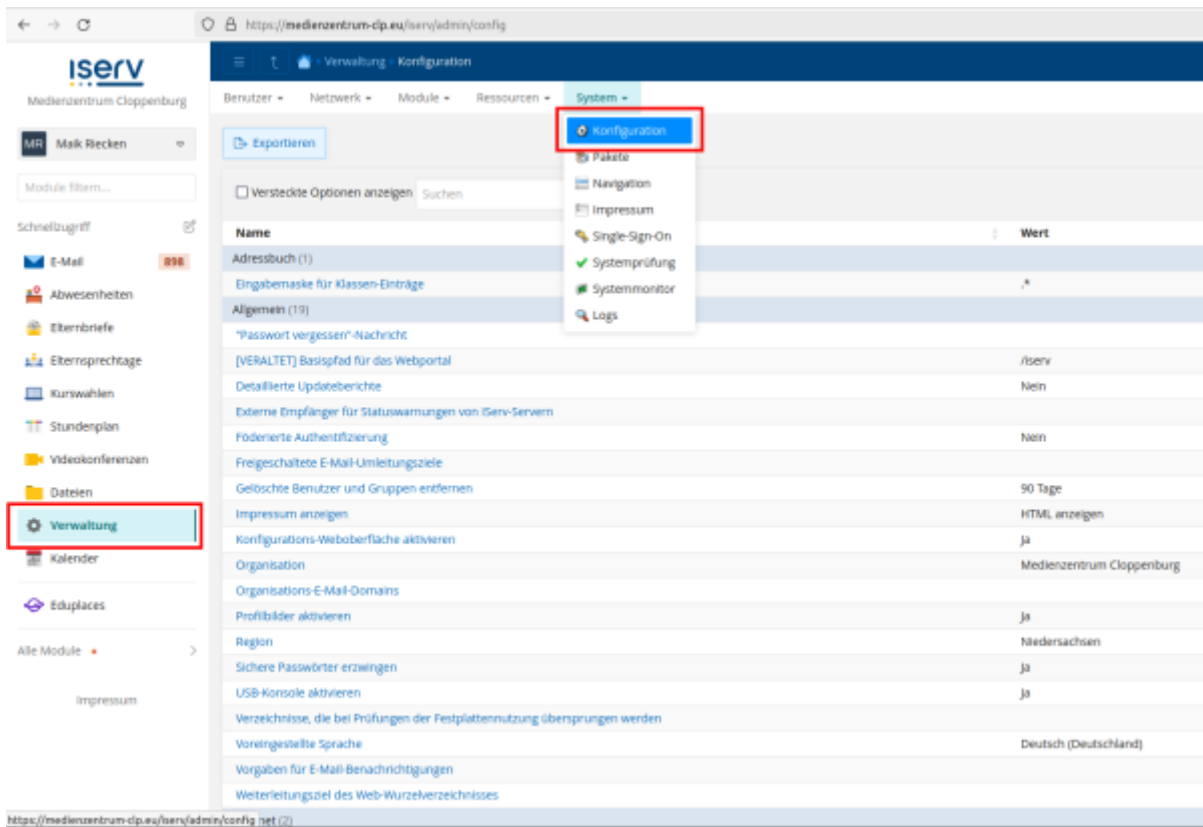 https://medienzentrum-clp.eu/iserv/admin/config
Iserv
Medienzentrum Cloppenburg
MR Maik Riecken
Module filtern...
Schnellzugriff
E-Mail 898
Abwesenheiten
Elternbriefe
Elternsprechtage
Kurswahlen
Stundenplan
Videokonferenzen
Dateien
Verwaltung
Kalender
Eduplaces
Alle Module
Impressum
Verwaltung Konfiguration
Benutzer Netzwerk Module Ressourcen System
Konfiguration
Pakete
Navigation
Impressum
Single-Sign-On
Systemprüfung
Systemmonitor
Logs
Exportieren
Versteckte Optionen anzeigen Suchen
Name Wert
Adressbuch (1)
Eingabemaske für Klassen-Einträge .*
Allgemein (19)
"Passwort vergessen"-Nachricht
[VERALTET] Basispfad für das Webportal /iserv
Detaillierte Updateberichte Nein
Externe Empfänger für Statuswarnungen von IServ-Servern
Föderierte Authentifizierung Nein
Freigeschaltete E-Mail-Umleitungsziele
Gelöschte Benutzer und Gruppen entfernen 90 Tage
Impressum anzeigen HTML anzeigen
Konfigurations-Weboberfläche aktivieren Ja
Organisation Medienzentrum Cloppenburg
Organisations-E-Mail-Domains
Profilbilder aktivieren Ja
Region Niedersachsen
Sichere Passwörter erzwingen Ja
USB-Konsole aktivieren Ja
Verzeichnisse, die bei Prüfungen der Festplattennutzung übersprungen werden
Voreingestellte Sprache Deutsch (Deutschland)
Vorgaben für E-Mail-Benachrichtigungen
Weiterleitungsziel des Web-Wurzelverzeichnisses
https://medienzentrum-clp.eu/iserv/admin/config net (2)